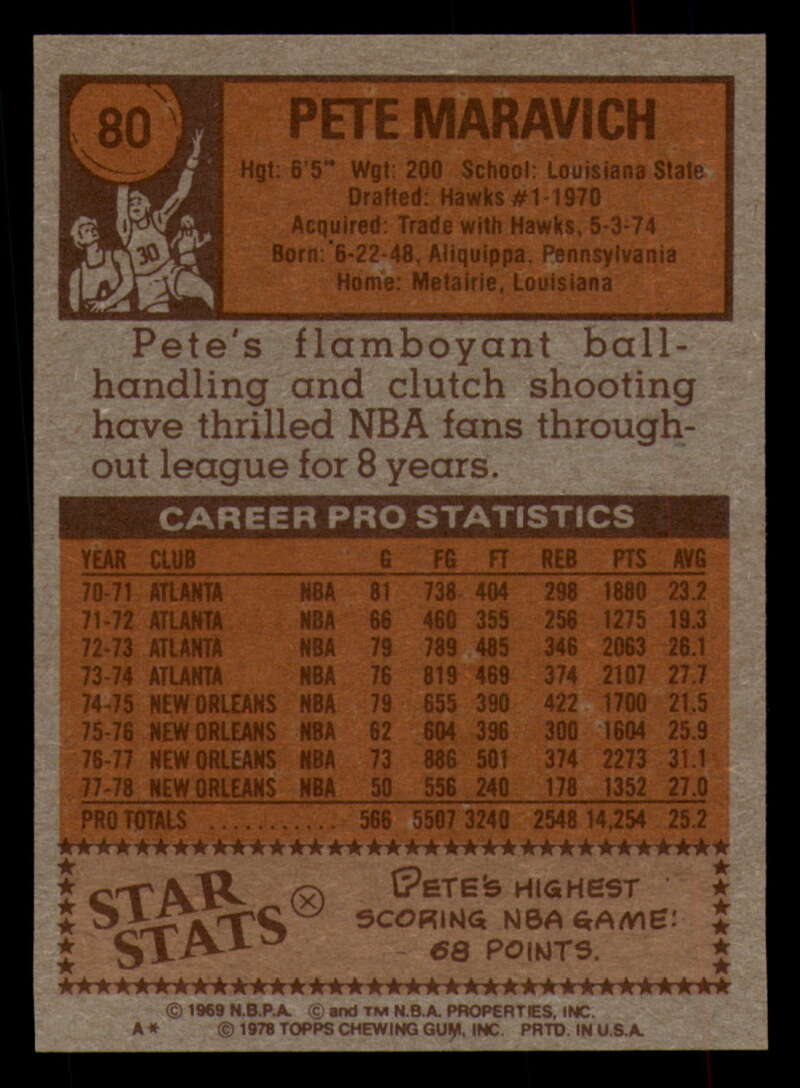 80
PETE MARAVICH
Hgt: 6'5" Wgt: 200 School: Louisiana State
Drafted: Hawks #1-1970
Acquired: Trade with Hawks, 5-3-74
Born: 6-22-48, Aliquippa, Pennsylvania
Home: Metairie, Louisiana
30
Pete's flamboyant ball-
handling and clutch shooting
have thrilled NBA fans through-
out league for 8 years.
CAREER PRO STATISTICS
YEAR CLUB G FG FT REB PTS AVG
70-71 ATLANTA NBA 81 738 404 298 1880 23.2
71-72 ATLANTA NBA 66 460 355 256 1275 19.3
72-73 ATLANTA NBA 79 789 485 346 2063 26.1
73-74 ATLANTA NBA 76 819 469 374 2107 27.7
74-75 NEW ORLEANS NBA 79 655 390 422 1700 21.5
75-76 NEW ORLEANS NBA 62 604 396 300 1604 25.9
76-77 NEW ORLEANS NBA 73 886 501 374 2273 31.1
77-78 NEW ORLEANS NBA 50 556 240 178 1352 27.0
PRO TOTALS ............ 566 5507 3240 2548 14,254 25.2
STAR
STATS
PETE'S HIGHEST
SCORING NBA GAME!
68 POINTS.
© 1969 N.B.P.A. © and TM N.B.A. PROPERTIES, INC.
A* © 1978 TOPPS CHEWING GUM, INC. PRTD. IN U.S.A.